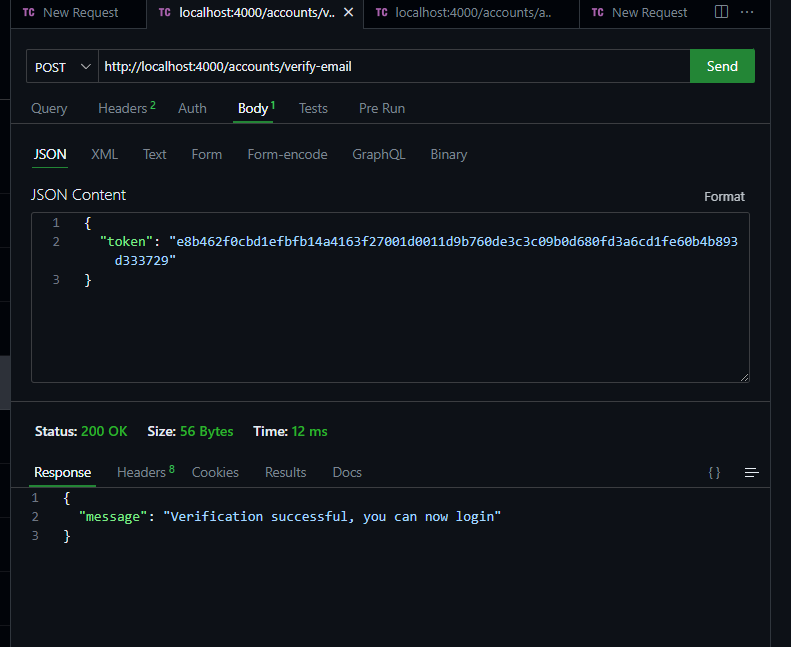 TC New Request
TC localhost:4000/accounts/v.. ✕
TC localhost:4000/accounts/a..
TC New Request
POST http://localhost:4000/accounts/verify-email Send
Query Headers 2 Auth Body 1 Tests Pre Run
JSON XML Text Form Form-encode GraphQL Binary
JSON Content Format
1 {
2 "token": "e8b462f0cbd1efbfb14a4163f27001d0011d9b760de3c3c09b0d680fd3a6cd1fe60b4b893
d333729"
3 }
Status: 200 OK Size: 56 Bytes Time: 12 ms
Response Headers 8 Cookies Results Docs {}
1 {
2 "message": "Verification successful, you can now login"
3 }